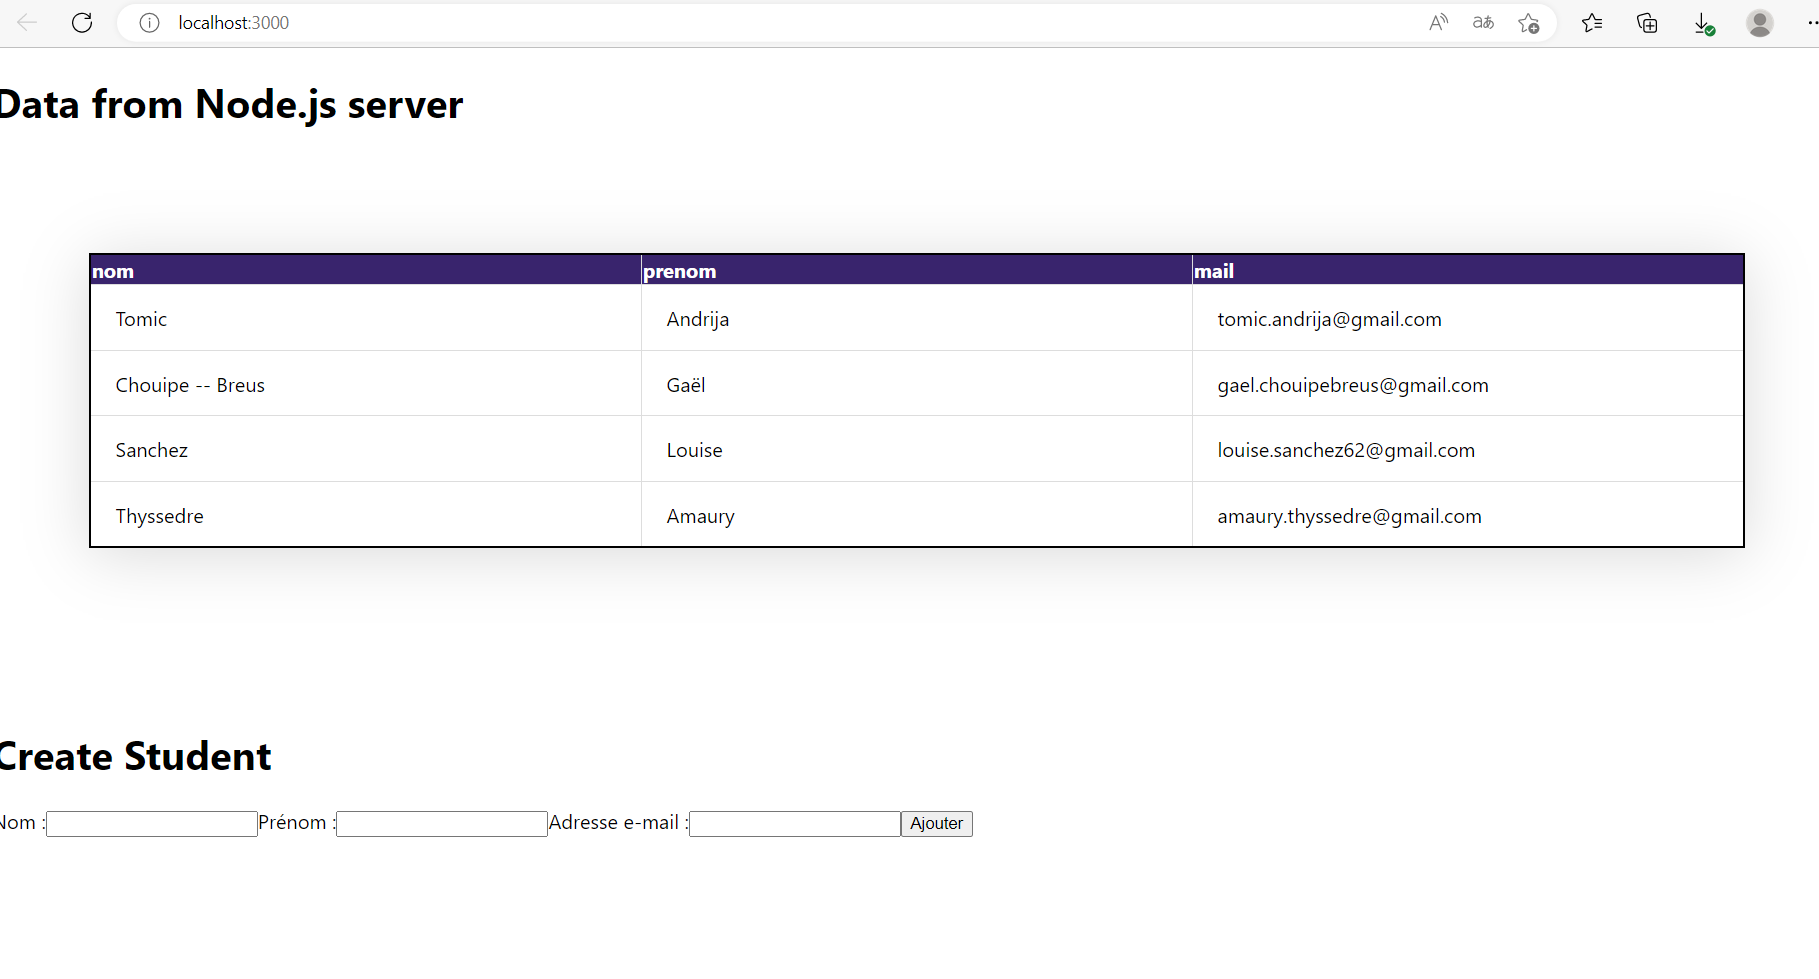 localhost:3000
Data from Node.js server
nom prenom mail
Tomic Andrija tomic.andrija@gmail.com
Chouipe -- Breus Gaël gael.chouipebreus@gmail.com
Sanchez Louise louise.sanchez62@gmail.com
Thyssedre Amaury amaury.thyssedre@gmail.com
Create Student
Nom : Prénom : Adresse e-mail : Ajouter